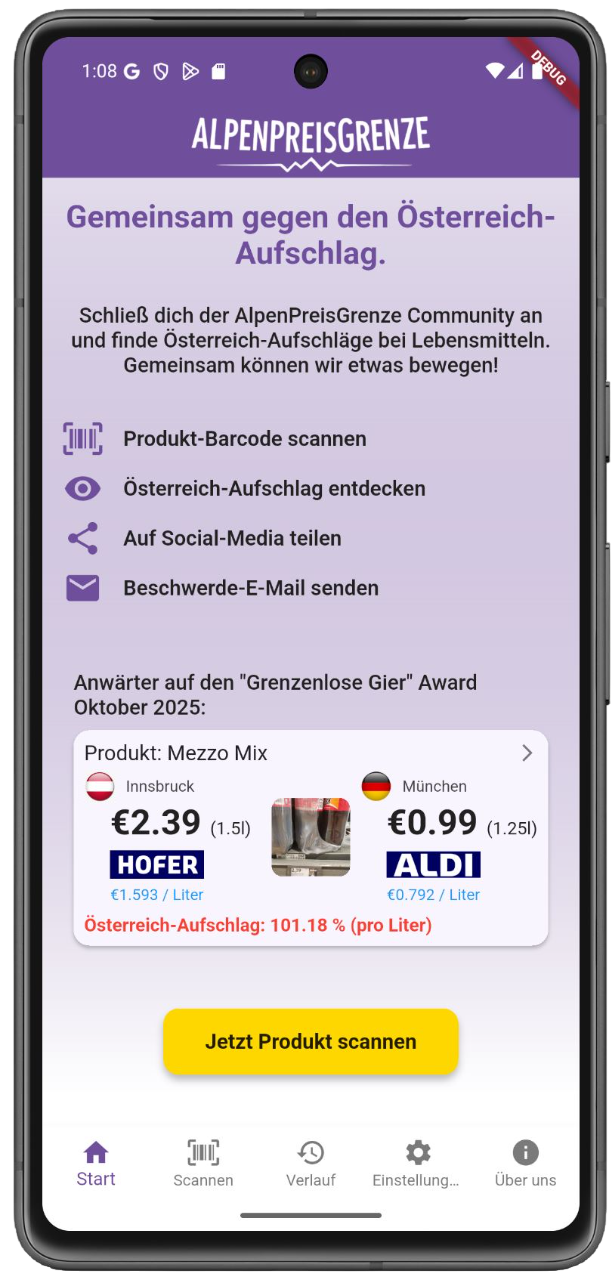 1:08
DEBUG
ALPENPREISGRENZE
Gemeinsam gegen den Österreich-
Aufschlag.
Schließ dich der AlpenPreisGrenze Community an
und finde Österreich-Aufschläge bei Lebensmitteln.
Gemeinsam können wir etwas bewegen!
Produkt-Barcode scannen
Österreich-Aufschlag entdecken
Auf Social-Media teilen
Beschwerde-E-Mail senden
Anwärter auf den "Grenzenlose Gier" Award
Oktober 2025:
Produkt: Mezzo Mix
Innsbruck
€2.39 (1.5l)
HOFER
€1.593 / Liter
München
€0.99 (1.25l)
ALDI
€0.792 / Liter
Österreich-Aufschlag: 101.18 % (pro Liter)
Jetzt Produkt scannen
Start
Scannen
Verlauf
Einstellung...
Über uns